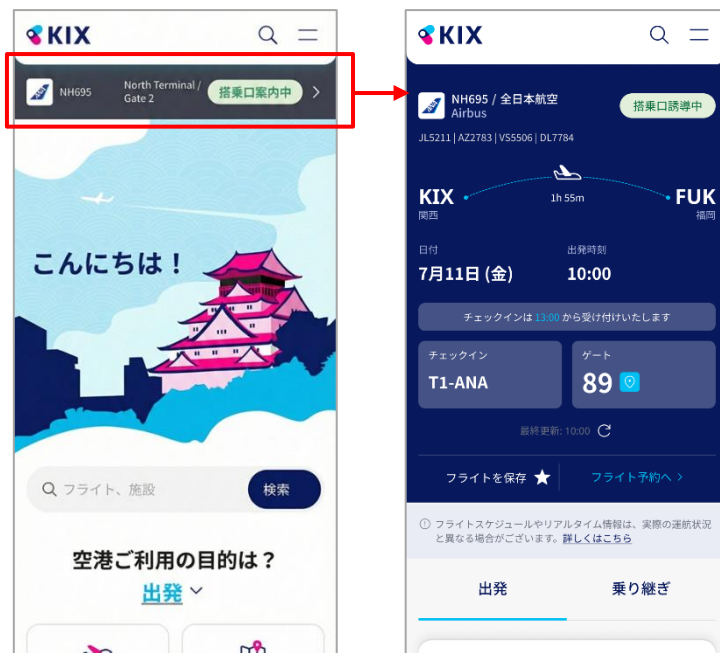 KIX
NH695
North Terminal /
Gate 2
搭乗口案内中
こんにちは！
フライト、施設
検索
空港ご利用の目的は？
出発
KIX
NH695 / 全日本航空
Airbus
搭乗口誘導中
JL5211 | AZ2783 | VS5506 | DL7784
KIX
関西
1h 55m
FUK
福岡
日付
出発時刻
7月11日 (金)
10:00
チェックインは 13:00 から受け付けいたします
チェックイン
ゲート
T1-ANA
89
最終更新: 10:00
フライトを保存
フライト予約へ
フライトスケジュールやリアルタイム情報は、実際の運航状況
と異なる場合がございます。詳しくはこちら
出発
乗り継ぎ